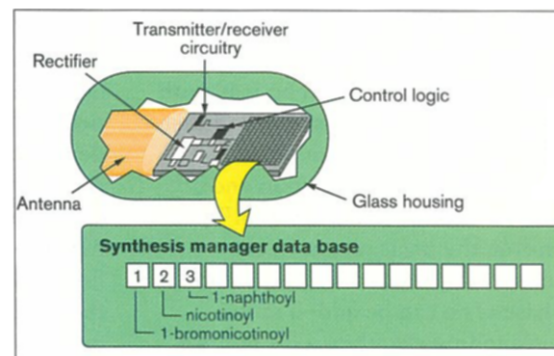 Transmitter/receiver
circuitry
Rectifier
Control logic
Antenna
Glass housing
Synthesis manager data base
1 2 3
1-naphthoyl
nicotinoyl
1-bromonicotinoyl